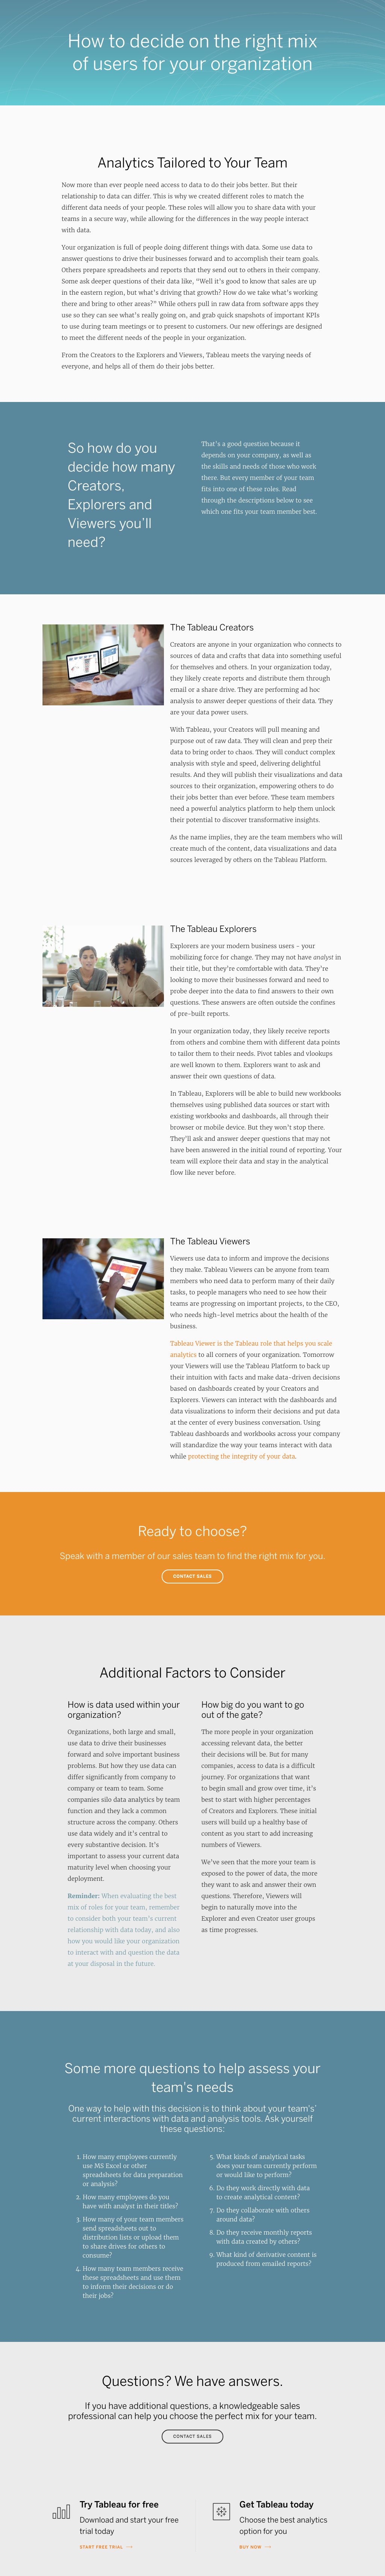 How to decide on the right mix
of users for your organization
Analytics Tailored to Your Team
Now more than ever people need access to data to do their jobs better. But their
relationship to data can differ. This is why we created different roles to match the
different data needs of your people. These roles will allow you to share data with your
teams in a secure way, while allowing for the differences in the way people interact
with data.
Your organization is full of people doing different things with data. Some use data to
answer questions to drive their businesses forward and to accomplish their team goals.
Others prepare spreadsheets and reports that they send out to others in their company.
Some ask deeper questions of their data like, "Well it's good to know that sales are up
in the eastern region, but what's driving that growth? How do we take what's working
there and bring to other areas?" While others pull in raw data from software apps they
use so they can see what's really going on, and grab quick snapshots of important KPIs
to use during team meetings or to present to customers. Our new offerings are designed
to meet the different needs of the people in your organization.
From the Creators to the Explorers and Viewers, Tableau meets the varying needs of
everyone, and helps all of them do their jobs better.
So how do you
decide how many
Creators,
Explorers and
Viewers you'll
need?
That's a good question because it
depends on your company, as well as
the skills and needs of those who work
there. But every member of your team
fits into one of these roles. Read
through the descriptions below to see
which one fits your team member best.
The Tableau Creators
Creators are anyone in your organization who connects to
sources of data and crafts that data into something useful
for themselves and others. In your organization today,
they likely create reports and distribute them through
email or a share drive. They are performing ad hoc
analysis to answer deeper questions of their data. They
are your data power users.
With Tableau, your Creators will pull meaning and
purpose out of raw data. They will clean and prep their
data to bring order to chaos. They will conduct complex
analysis with style and speed, delivering delightful
results. And they will publish their visualizations and data
sources to their organization, empowering others to do
their jobs better than ever before. These team members
need a powerful analytics platform to help them unlock
their potential to discover transformative insights.
As the name implies, they are the team members who will
create much of the content, data visualizations and data
sources leveraged by others on the Tableau Platform.
The Tableau Explorers
Explorers are your modern business users – your
mobilizing force for change. They may not have analyst in
their title, but they're comfortable with data. They're
looking to move their businesses forward and need to
probe deeper into the data to find answers to their own
questions. These answers are often outside the confines
of pre-built reports.
In your organization today, they likely receive reports
from others and combine them with different data points
to tailor them to their needs. Pivot tables and vlookups
are well known to them. Explorers want to ask and
answer their own questions of data.
In Tableau, Explorers will be able to build new workbooks
themselves using published data sources or start with
existing workbooks and dashboards, all through their
browser or mobile device. But they won't stop there.
They'll ask and answer deeper questions that may not
have been answered in the initial round of reporting. Your
team will explore their data and stay in the analytical
flow like never before.
The Tableau Viewers
Viewers use data to inform and improve the decisions
they make. Tableau Viewers can be anyone from team
members who need data to perform many of their daily
tasks, to people managers who need to see how their
teams are progressing on important projects, to the CEO,
who needs high-level metrics about the health of the
business.
Tableau Viewer is the Tableau role that helps you scale
analytics to all corners of your organization. Tomorrow
your Viewers will use the Tableau Platform to back up
their intuition with facts and make data-driven decisions
based on dashboards created by your Creators and
Explorers. Viewers can interact with the dashboards and
data visualizations to inform their decisions and put data
at the center of every business conversation. Using
Tableau dashboards and workbooks across your company
will standardize the way your teams interact with data
while protecting the integrity of your data.
Ready to choose?
Speak with a member of our sales team to find the right mix for you.
CONTACT SALES
Additional Factors to Consider
How is data used within your
organization?
Organizations, both large and small,
use data to drive their businesses
forward and solve important business
problems. But how they use data can
differ significantly from company to
company or team to team. Some
companies silo data analytics by team
function and they lack a common
structure across the company. Others
use data widely and it's central to
every substantive decision. It's
important to assess your current data
maturity level when choosing your
deployment.
Reminder: When evaluating the best
mix of roles for your team, remember
to consider both your team's current
relationship with data today, and also
how you would like your organization
to interact with and question the data
at your disposal in the future.
How big do you want to go
out of the gate?
The more people in your organization
accessing relevant data, the better
their decisions will be. But for many
companies, access to data is a difficult
journey. For organizations that want
to begin small and grow over time, it's
best to start with higher percentages
of Creators and Explorers. These initial
users will build up a healthy base of
content as you start to add increasing
numbers of Viewers.
We've seen that the more your team is
exposed to the power of data, the more
they want to ask and answer their own
questions. Therefore, Viewers will
begin to naturally move into the
Explorer and even Creator user groups
as time progresses.
Some more questions to help assess your
team's needs
One way to help with this decision is to think about your team's'
current interactions with data and analysis tools. Ask yourself
these questions:
1. How many employees currently
use MS Excel or other
spreadsheets for data preparation
or analysis?
2. How many employees do you
have with analyst in their titles?
3. How many of your team members
send spreadsheets out to
distribution lists or upload them
to share drives for others to
consume?
4. How many team members receive
these spreadsheets and use them
to inform their decisions or do
their jobs?
5. What kinds of analytical tasks
does your team currently perform
or would like to perform?
6. Do they work directly with data
to create analytical content?
7. Do they collaborate with others
around data?
8. Do they receive monthly reports
with data created by others?
9. What kind of derivative content is
produced from emailed reports?
Questions? We have answers.
If you have additional questions, a knowledgeable sales
professional can help you choose the perfect mix for your team.
CONTACT SALES
Try Tableau for free
Download and start your free
trial today
START FREE TRIAL →
Get Tableau today
Choose the best analytics
option for you
BUY NOW →